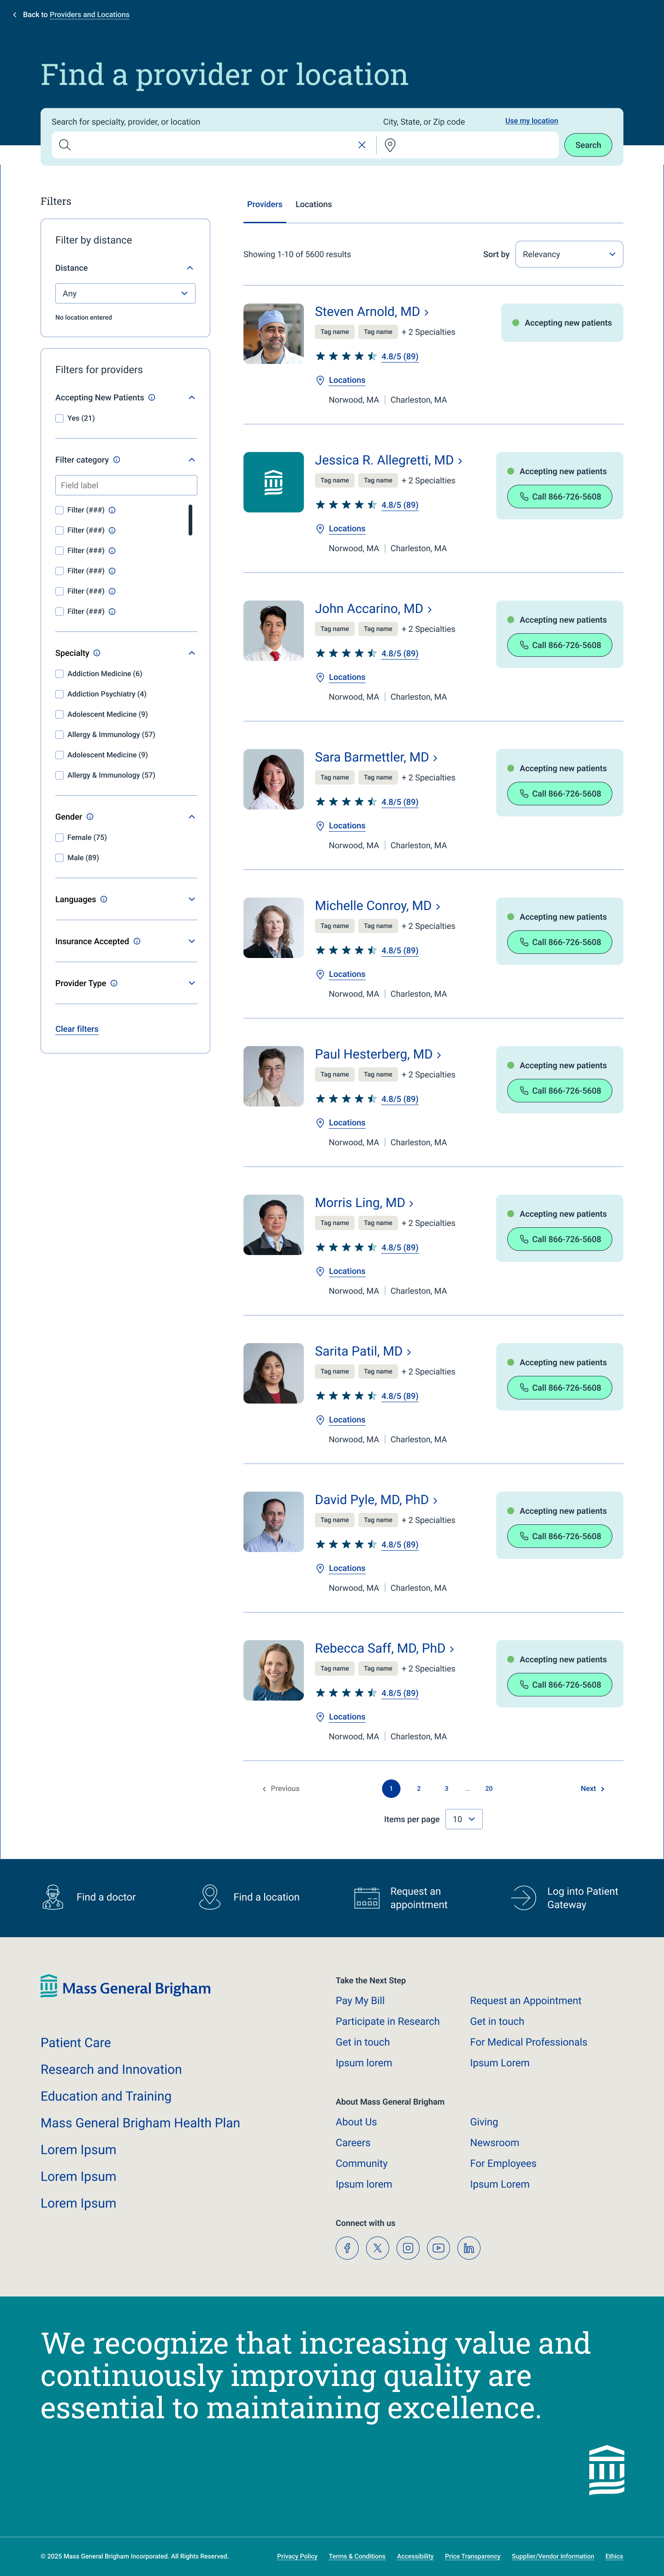 Back to Providers and Locations
Find a provider or location
Search for specialty, provider, or location
City, State, or Zip code
Use my location
Search
Filters
Filter by distance
Distance
Any
No location entered
Filters for providers
Accepting New Patients
Yes (21)
Filter category
Field label
Filter (###)
Filter (###)
Filter (###)
Filter (###)
Filter (###)
Filter (###)
Specialty
Addiction Medicine (6)
Addiction Psychiatry (4)
Adolescent Medicine (9)
Allergy & Immunology (57)
Adolescent Medicine (9)
Allergy & Immunology (57)
Gender
Female (75)
Male (89)
Languages
Insurance Accepted
Provider Type
Clear filters
Providers Locations
Showing 1-10 of 5600 results
Sort by Relevancy
Steven Arnold, MD
Tag name Tag name + 2 Specialties
4.8/5 (89)
Locations
Norwood, MA | Charleston, MA
Accepting new patients
Jessica R. Allegretti, MD
Tag name Tag name + 2 Specialties
4.8/5 (89)
Locations
Norwood, MA | Charleston, MA
Accepting new patients
Call 866-726-5608
John Accarino, MD
Tag name Tag name + 2 Specialties
4.8/5 (89)
Locations
Norwood, MA | Charleston, MA
Accepting new patients
Call 866-726-5608
Sara Barmettler, MD
Tag name Tag name + 2 Specialties
4.8/5 (89)
Locations
Norwood, MA | Charleston, MA
Accepting new patients
Call 866-726-5608
Michelle Conroy, MD
Tag name Tag name + 2 Specialties
4.8/5 (89)
Locations
Norwood, MA | Charleston, MA
Accepting new patients
Call 866-726-5608
Paul Hesterberg, MD
Tag name Tag name + 2 Specialties
4.8/5 (89)
Locations
Norwood, MA | Charleston, MA
Accepting new patients
Call 866-726-5608
Morris Ling, MD
Tag name Tag name + 2 Specialties
4.8/5 (89)
Locations
Norwood, MA | Charleston, MA
Accepting new patients
Call 866-726-5608
Sarita Patil, MD
Tag name Tag name + 2 Specialties
4.8/5 (89)
Locations
Norwood, MA | Charleston, MA
Accepting new patients
Call 866-726-5608
David Pyle, MD, PhD
Tag name Tag name + 2 Specialties
4.8/5 (89)
Locations
Norwood, MA | Charleston, MA
Accepting new patients
Call 866-726-5608
Rebecca Saff, MD, PhD
Tag name Tag name + 2 Specialties
4.8/5 (89)
Locations
Norwood, MA | Charleston, MA
Accepting new patients
Call 866-726-5608
Previous 1 2 3 ... 20 Next
Items per page 10
Find a doctor
Find a location
Request an
appointment
Log into Patient
Gateway
Mass General Brigham
Patient Care
Research and Innovation
Education and Training
Mass General Brigham Health Plan
Lorem Ipsum
Lorem Ipsum
Lorem Ipsum
Take the Next Step
Pay My Bill Request an Appointment
Participate in Research Get in touch
Get in touch For Medical Professionals
Ipsum lorem Ipsum Lorem
About Mass General Brigham
About Us Giving
Careers Newsroom
Community For Employees
Ipsum lorem Ipsum Lorem
Connect with us
We recognize that increasing value and
continuously improving quality are
essential to maintaining excellence.
© 2025 Mass General Brigham Incorporated. All Rights Reserved.
Privacy Policy Terms & Conditions Accessibility Price Transparency Supplier/Vendor Information Ethics